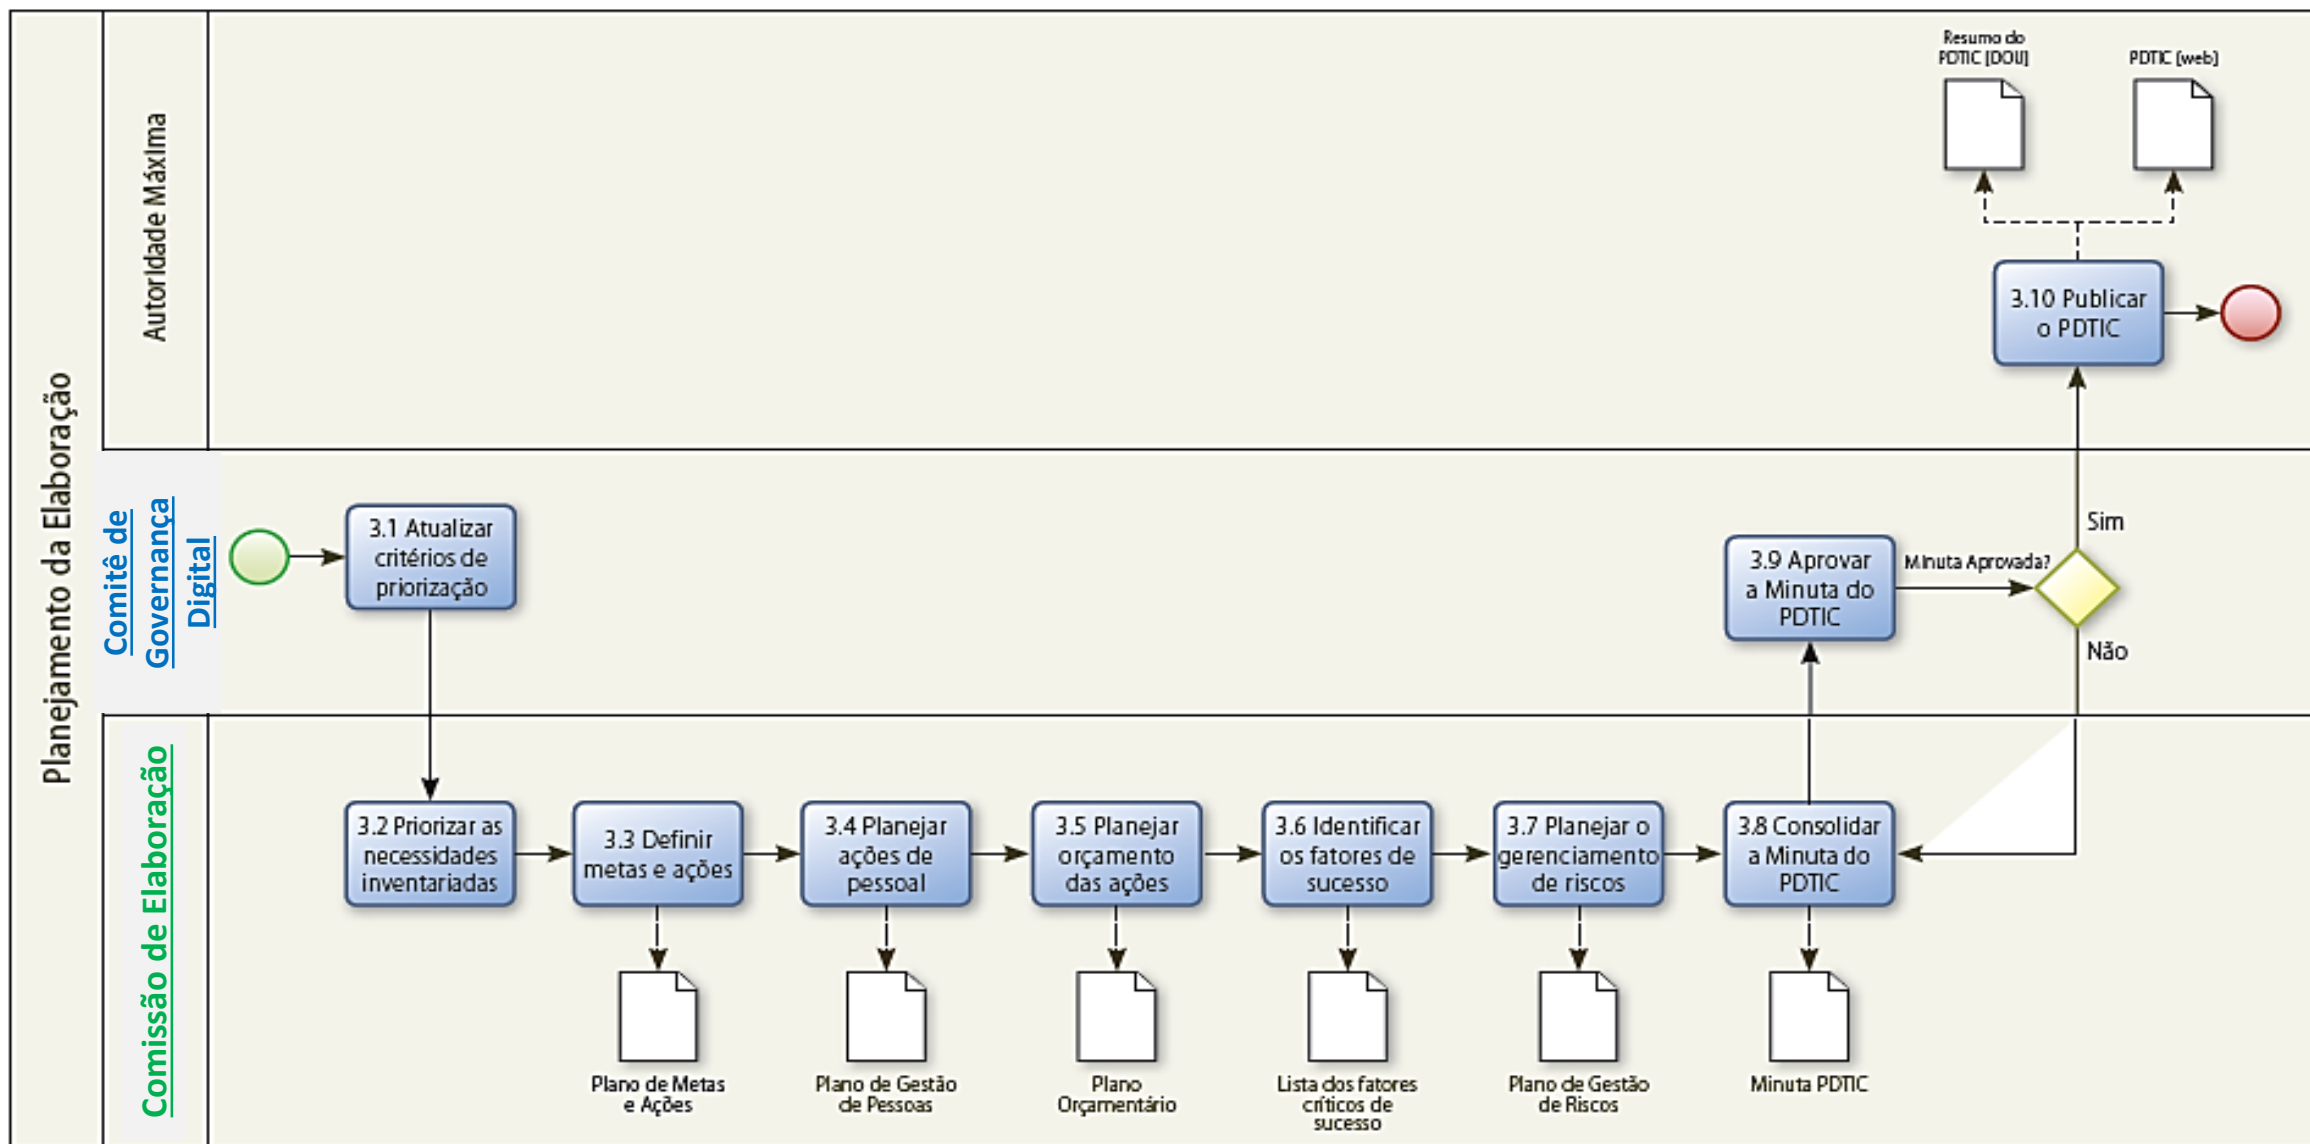 Planejamento da Elaboração
Autoridade Máxima
Resumo do
PDTIC [DOU]
PDTIC [web]
3.10 Publicar
o PDTIC
Comitê de
Governança
Digital
3.1 Atualizar
critérios de
priorização
3.9 Aprovar
a Minuta do
PDTIC
Minuta Aprovada?
Sim
Não
Comissão de Elaboração
3.2 Priorizar as
necessidades
inventariadas
3.3 Definir
metas e ações
3.4 Planejar
ações de
pessoal
3.5 Planejar
orçamento
das ações
3.6 Identificar
os fatores de
sucesso
3.7 Planejar o
gerenciamento
de riscos
3.8 Consolidar
a Minuta do
PDTIC
Plano de Metas
e Ações
Plano de Gestão
de Pessoas
Plano
Orçamentário
Lista dos fatores
críticos de
sucesso
Plano de Gestão
de Riscos
Minuta PDTIC